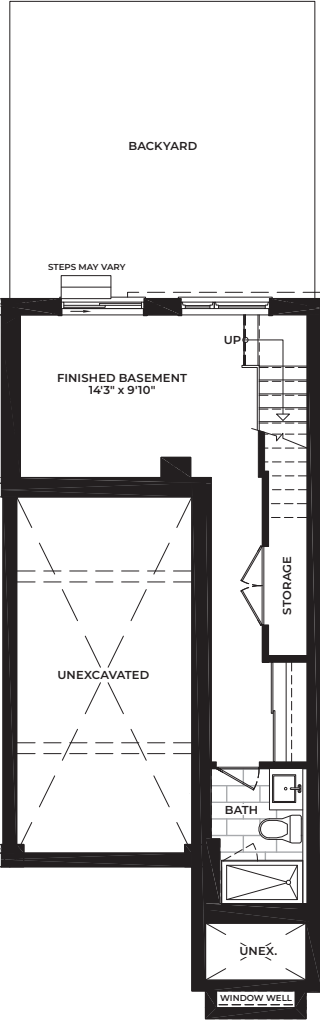 BACKYARD
STEPS MAY VARY
UP
FINISHED BASEMENT
14'3" x 9'10"
STORAGE
UNEXCAVATED
BATH
UNEX.
WINDOW WELL